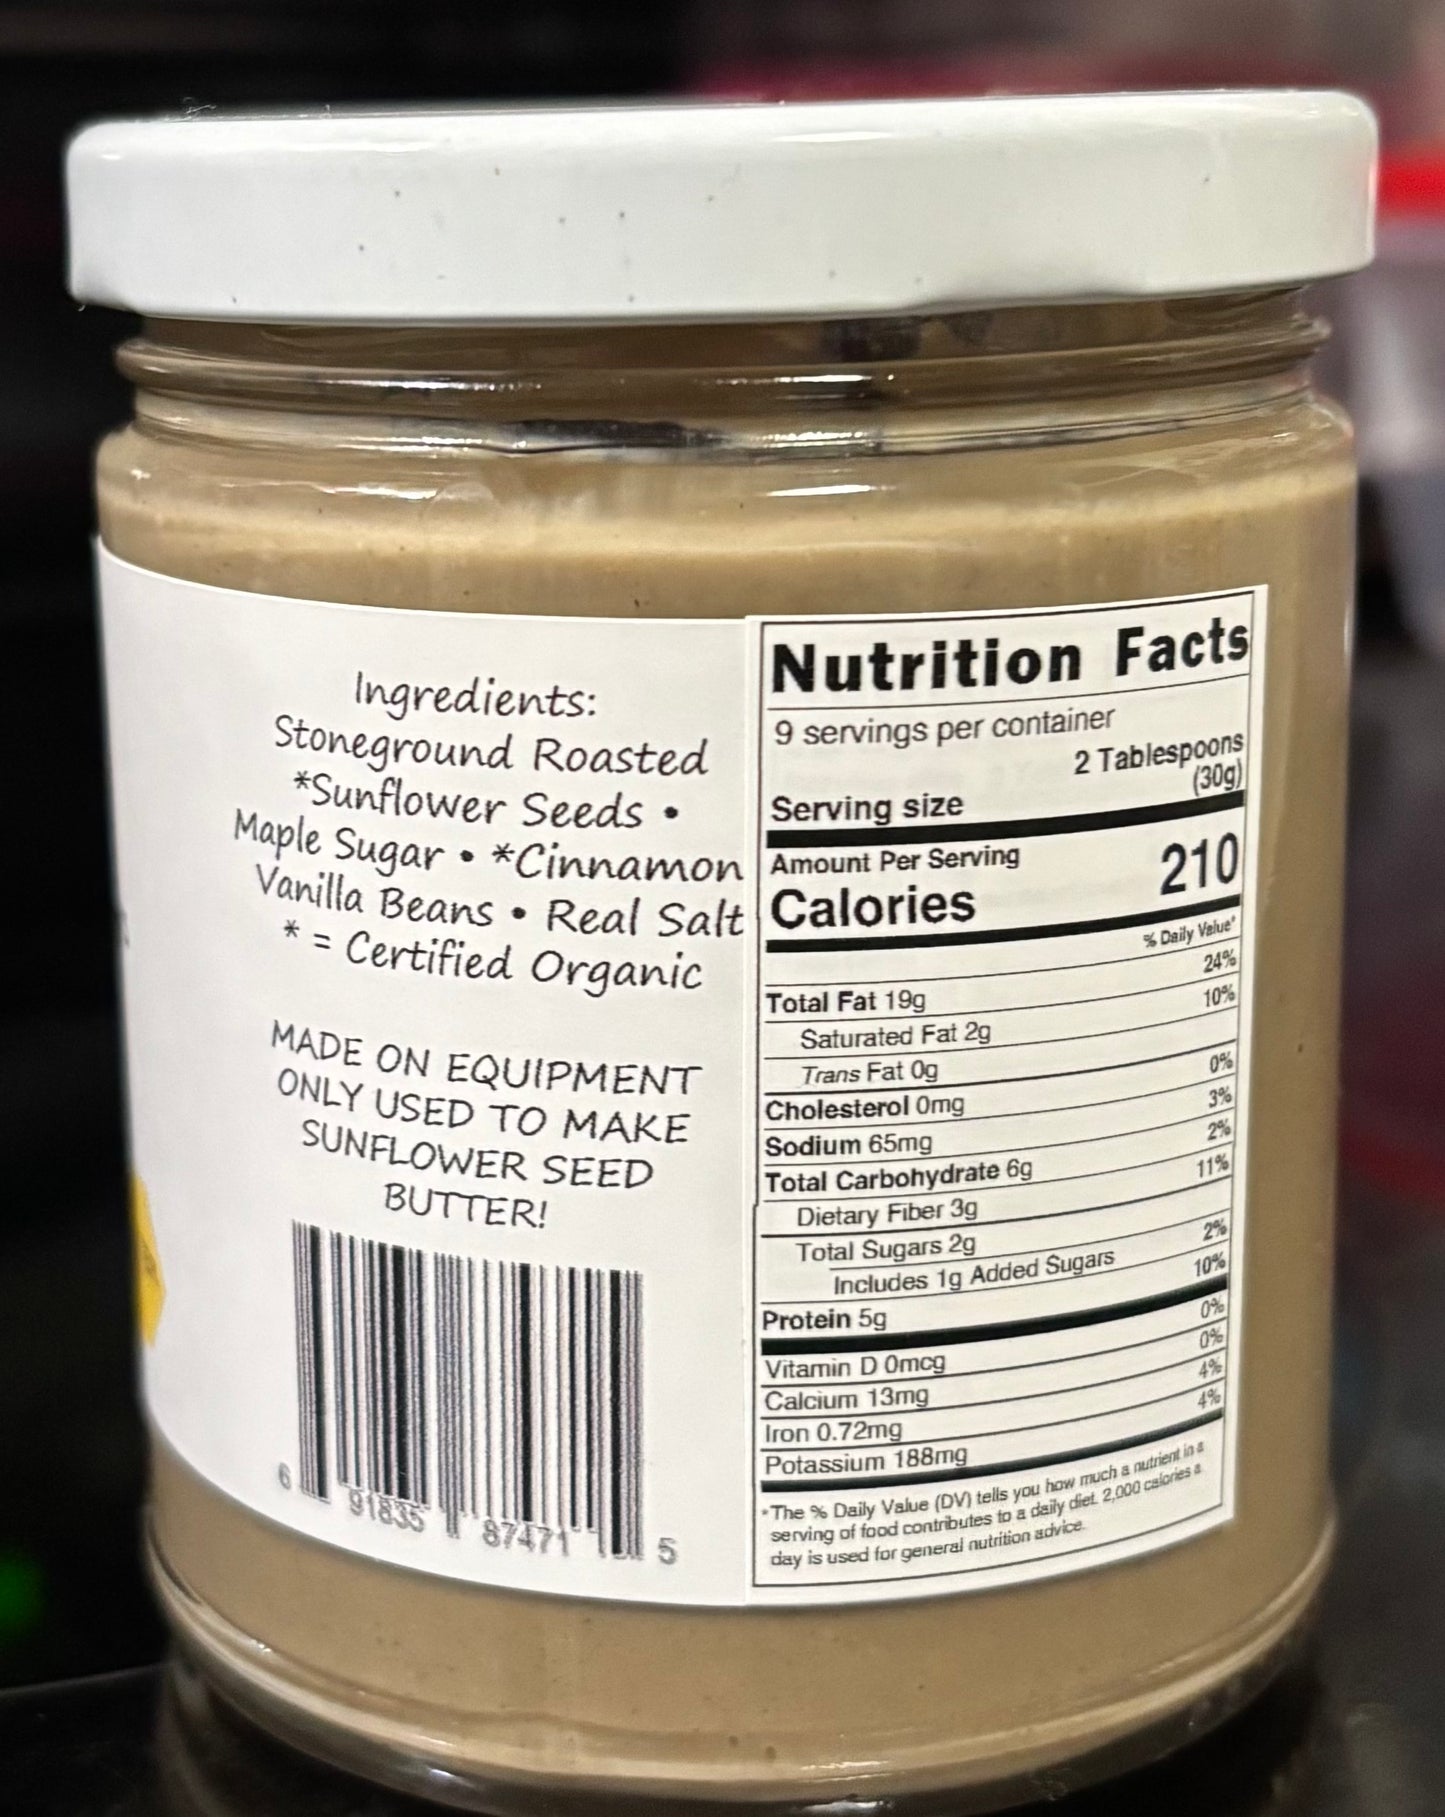 Ingredients:
Stoneground Roasted
*Sunflower Seeds •
Maple Sugar • *Cinnamon
Vanilla Beans • Real Salt
* = Certified Organic
MADE ON EQUIPMENT
ONLY USED TO MAKE
SUNFLOWER SEED
BUTTER!
6 91835 87471 5
Nutrition Facts
9 servings per container
2 Tablespoons
(30g)
Serving size
Amount Per Serving
Calories 210
% Daily Value*
Total Fat 19g 24%
Saturated Fat 2g 10%
Trans Fat 0g
Cholesterol 0mg 0%
Sodium 65mg 3%
Total Carbohydrate 6g 2%
Dietary Fiber 3g 11%
Total Sugars 2g
Includes 1g Added Sugars 2%
Protein 5g 10%
Vitamin D 0mcg 0%
Calcium 13mg 0%
Iron 0.72mg 4%
Potassium 188mg 4%
*The % Daily Value (DV) tells you how much a nutrient in a
serving of food contributes to a daily diet. 2,000 calories a
day is used for general nutrition advice.